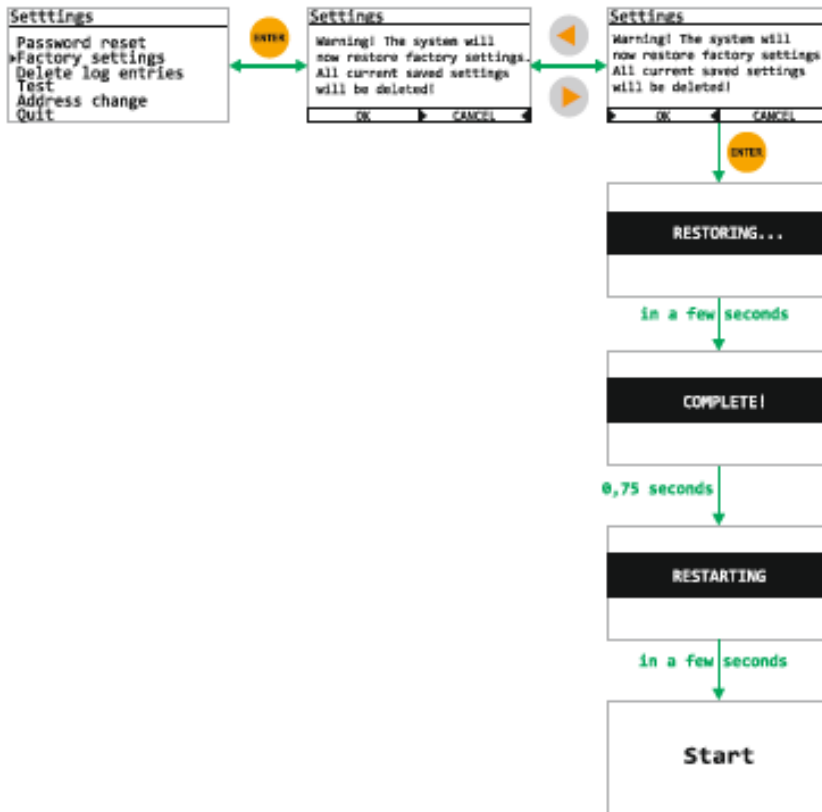 Setttings
Password reset
Factory settings
Delete log entries
Test
Address change
Quit
ENTER
Settings
Warning! The system will
now restore factory settings.
All current saved settings
will be deleted!
OK CANCEL
Settings
Warning! The system will
now restore factory settings
All current saved settings
will be deleted!
OK CANCEL
ENTER
RESTORING...
in a few seconds
COMPLETE!
0,75 seconds
RESTARTING
in a few seconds
Start